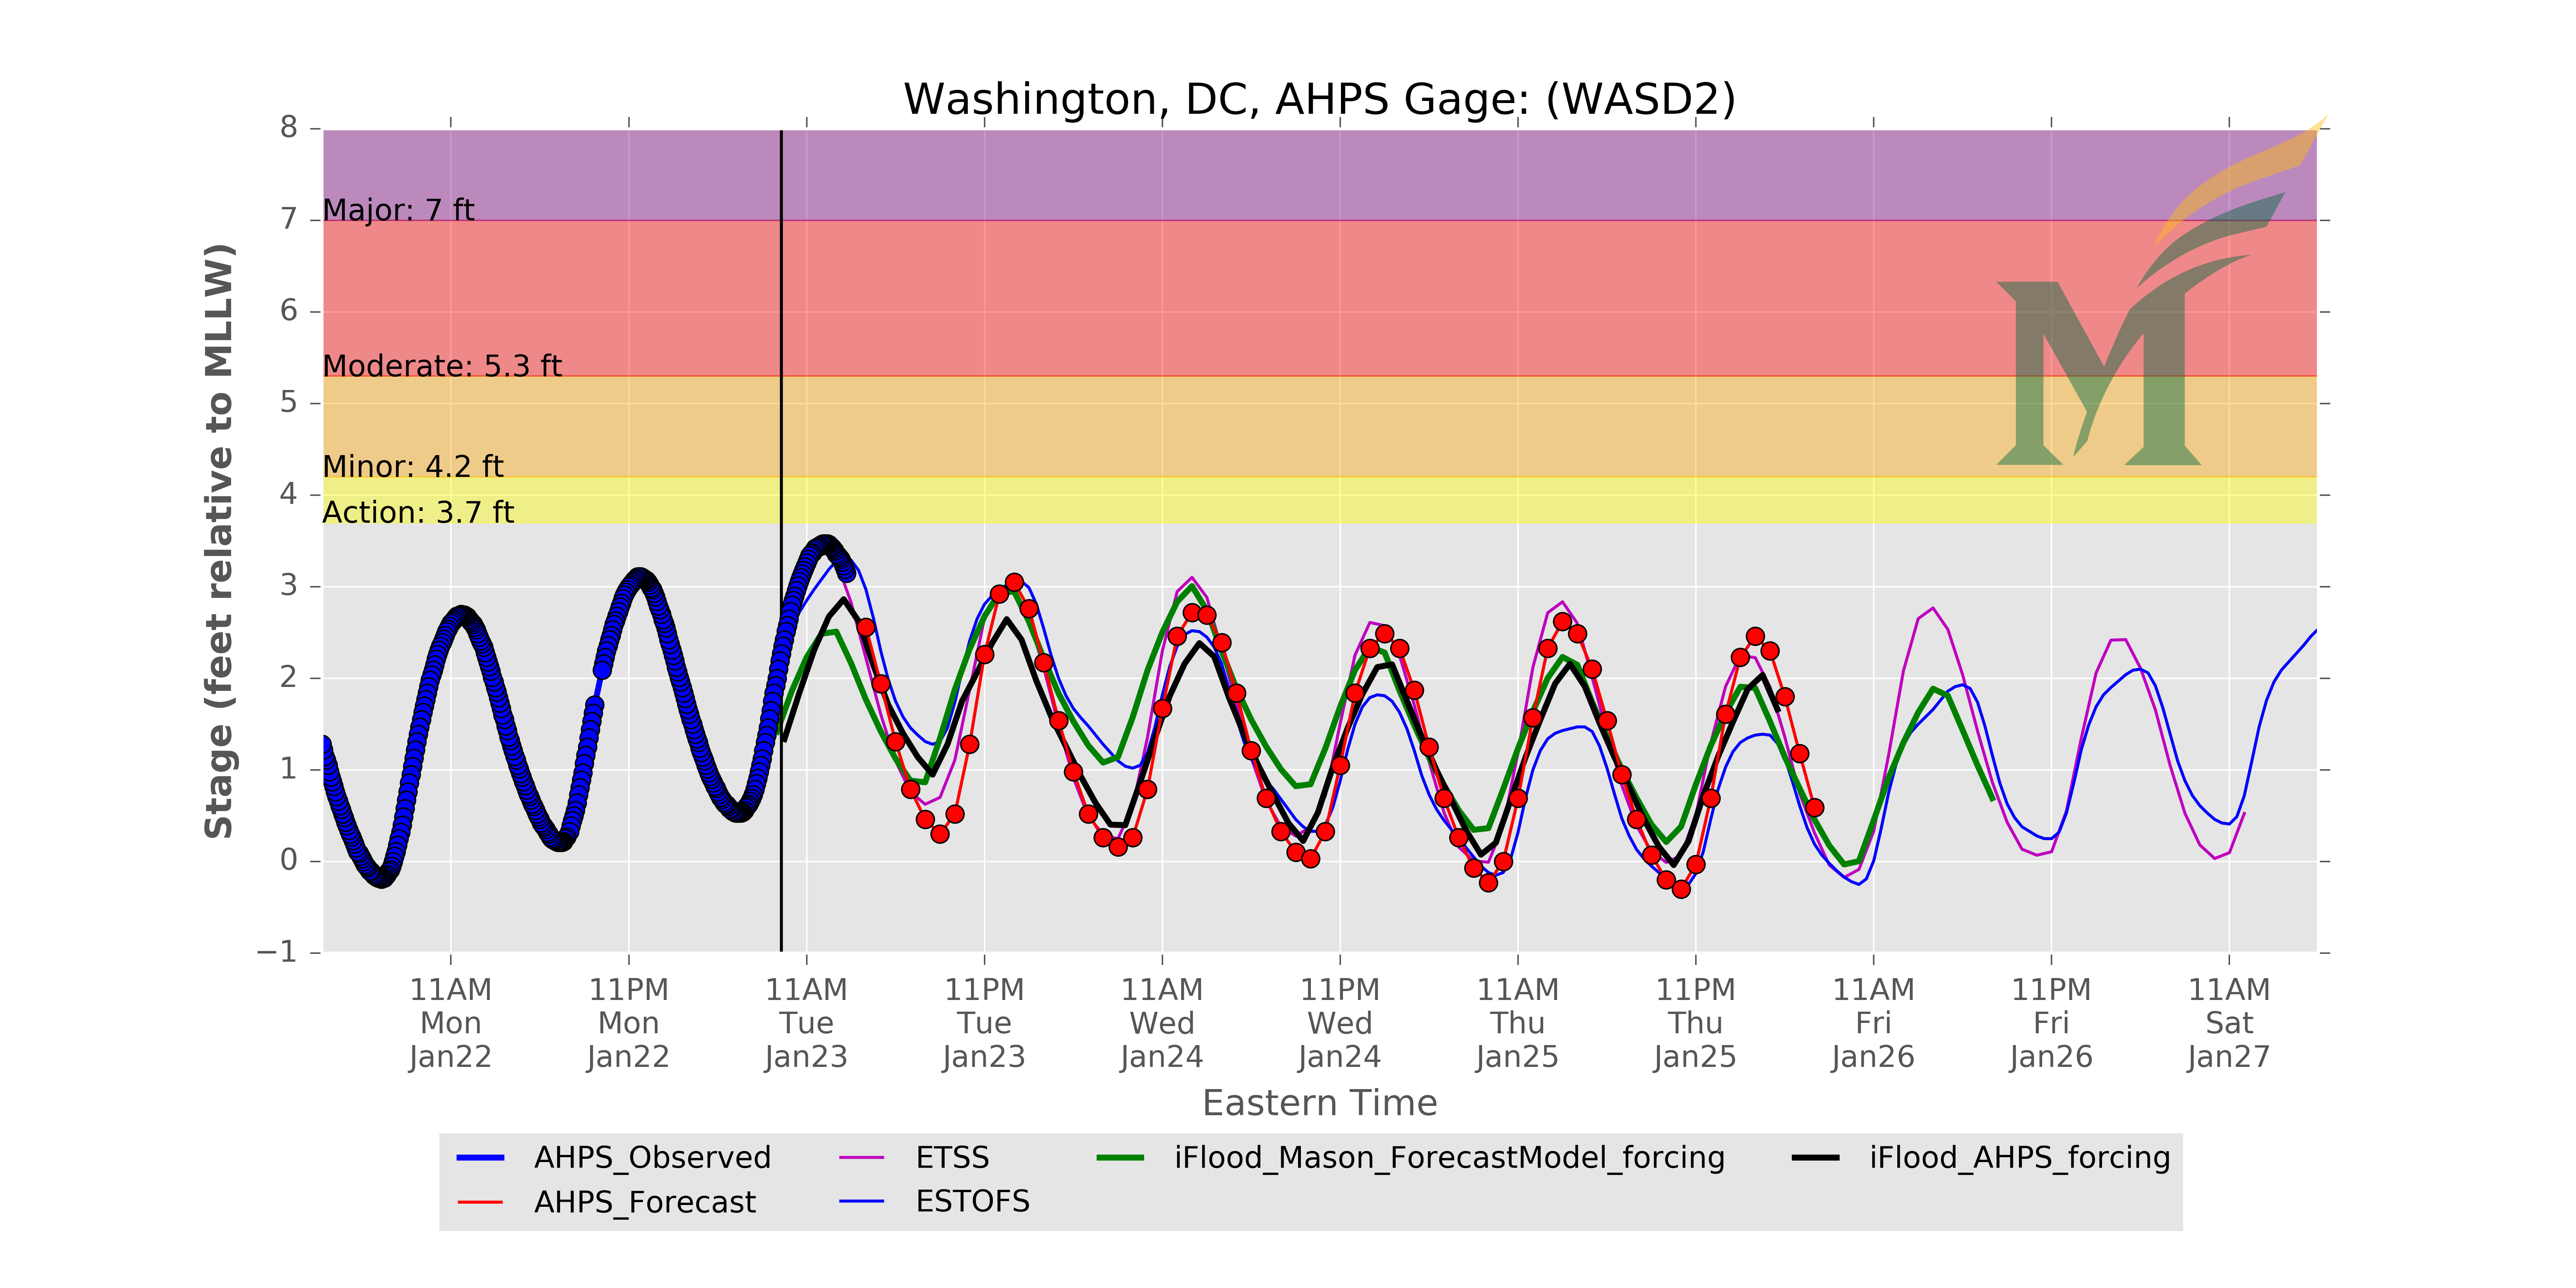 Washington, DC, AHPS Gage: (WASD2)
Stage (feet relative to MLLW)
8
7
6
5
4
3
2
1
0
−1
Major: 7 ft
Moderate: 5.3 ft
Minor: 4.2 ft
Action: 3.7 ft
11AM 11PM 11AM 11PM 11AM 11PM 11AM 11PM 11AM 11PM 11AM
Mon Mon Tue Tue Wed Wed Thu Thu Fri Fri Sat
Jan22 Jan22 Jan23 Jan23 Jan24 Jan24 Jan25 Jan25 Jan26 Jan26 Jan27
Eastern Time
AHPS_Observed ETSS iFlood_Mason_ForecastModel_forcing iFlood_AHPS_forcing
AHPS_Forecast ESTOFS
M